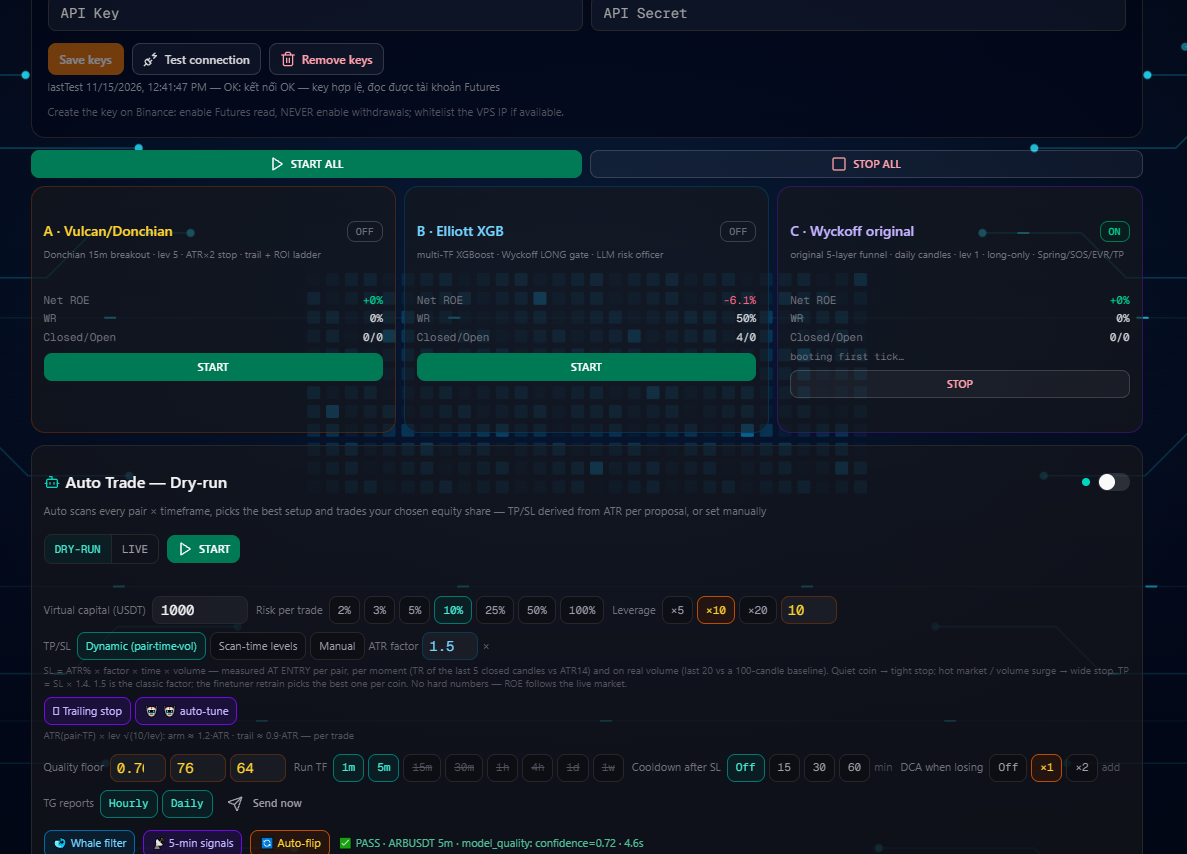 API Key API Secret
Save keys Test connection Remove keys
lastTest 11/15/2026, 12:41:47 PM — OK: kết nối OK — key hợp lệ, đọc được tài khoản Futures
Create the key on Binance: enable Futures read, NEVER enable withdrawals; whitelist the VPS IP if available.
START ALL STOP ALL
A · Vulcan/Donchian OFF
Donchian 15m breakout · lev 5 · ATR×2 stop · trail + ROI ladder
Net ROE +0%
WR 0%
Closed/Open 0/0
START
B · Elliott XGB OFF
multi-TF XGBoost · Wyckoff LONG gate · LLM risk officer
Net ROE -6.1%
WR 50%
Closed/Open 4/0
START
C · Wyckoff original ON
original 5-layer funnel · daily candles · lev 1 · long-only · Spring/SOS/EVR/TP
Net ROE +0%
WR 0%
Closed/Open 0/0
booting first tick…
STOP
Auto Trade — Dry-run
Auto scans every pair × timeframe, picks the best setup and trades your chosen equity share — TP/SL derived from ATR per proposal, or set manually
DRY-RUN LIVE START
Virtual capital (USDT) 1000 Risk per trade 2% 3% 5% 10% 25% 50% 100% Leverage ×5 ×10 ×20 10
TP/SL Dynamic (pair·time·vol) Scan-time levels Manual ATR factor 1.5 ×
SL = ATR% × factor × time × volume — measured AT ENTRY per pair, per moment (TR of the last 5 closed candles vs ATR14) and on real volume (last 20 vs a 100-candle baseline). Quiet coin → tight stop; hot market / volume surge → wide stop. TP
= SL × 1.4. 1.5 is the classic factor; the finetuner retrain picks the best one per coin. No hard numbers — ROE follows the live market.
Trailing stop auto-tune
ATR(pair·TF) × lev √(10/lev): arm ≈ 1.2·ATR · trail ≈ 0.9·ATR — per trade
Quality floor 0.7 76 64 Run TF 1m 5m 15m 30m 1h 4h 1d 1w Cooldown after SL Off 15 30 60 min DCA when losing Off ×1 ×2 add
TG reports Hourly Daily Send now
Whale filter 5-min signals Auto-flip ✅ PASS · ARBUSDT 5m · model_quality: confidence=0.72 · 4.6s